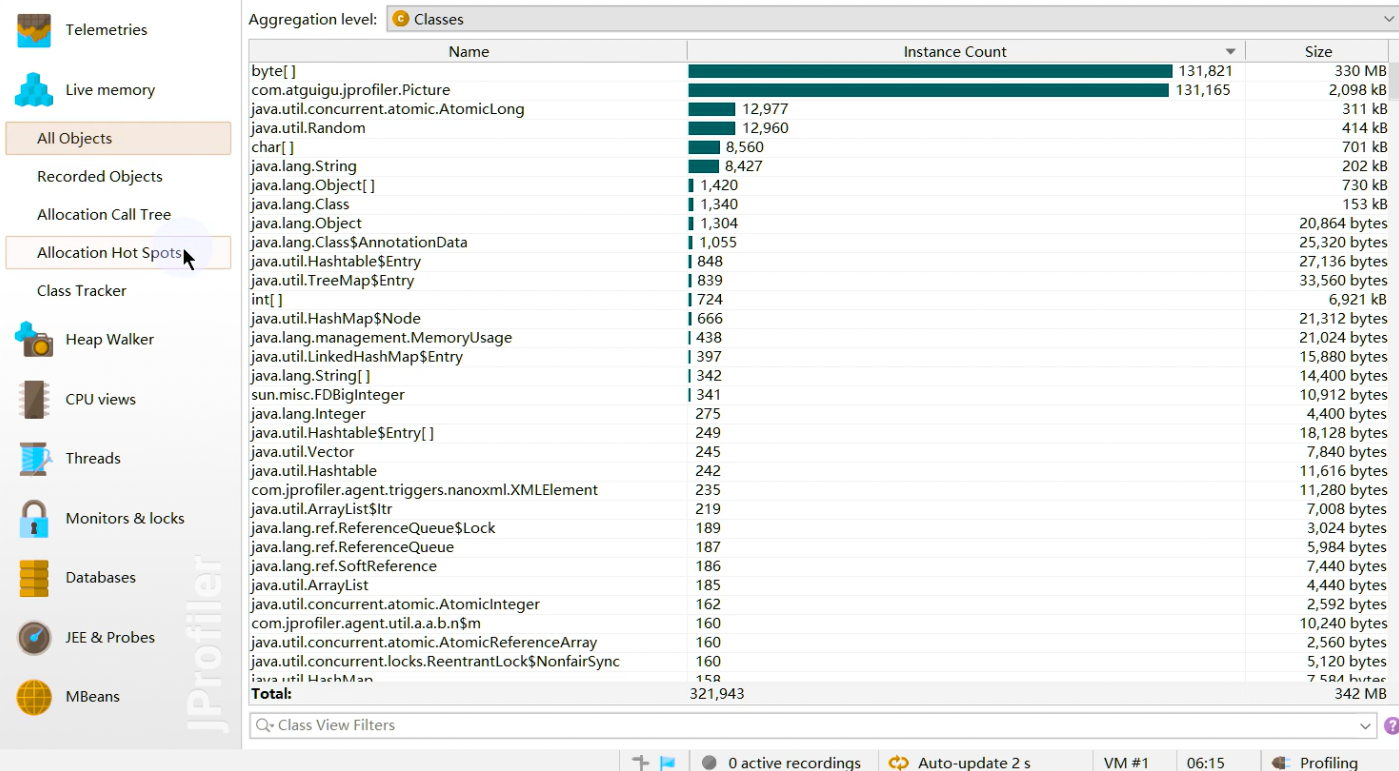 Telemetries
Live memory
All Objects
Recorded Objects
Allocation Call Tree
Allocation Hot Spots
Class Tracker
Heap Walker
CPU views
Threads
Monitors & locks
Databases
JEE & Probes
MBeans
JProfiler
Aggregation level: C Classes
Name Instance Count Size
byte[ ] 131,821 330 MB
com.atguigu.jprofiler.Picture 131,165 2,098 kB
java.util.concurrent.atomic.AtomicLong 12,977 311 kB
java.util.Random 12,960 414 kB
char[ ] 8,560 701 kB
java.lang.String 8,427 202 kB
java.lang.Object[ ] 1,420 730 kB
java.lang.Class 1,340 153 kB
java.lang.Object 1,304 20,864 bytes
java.lang.Class$AnnotationData 1,055 25,320 bytes
java.util.Hashtable$Entry 848 27,136 bytes
java.util.TreeMap$Entry 839 33,560 bytes
int[ ] 724 6,921 kB
java.util.HashMap$Node 666 21,312 bytes
java.lang.management.MemoryUsage 438 21,024 bytes
java.util.LinkedHashMap$Entry 397 15,880 bytes
java.lang.String[ ] 342 14,400 bytes
sun.misc.FDBigInteger 341 10,912 bytes
java.lang.Integer 275 4,400 bytes
java.util.Hashtable$Entry[ ] 249 18,128 bytes
java.util.Vector 245 7,840 bytes
java.util.Hashtable 242 11,616 bytes
com.jprofiler.agent.triggers.nanoxml.XMLElement 235 11,280 bytes
java.util.ArrayList$Itr 219 7,008 bytes
java.lang.ref.ReferenceQueue$Lock 189 3,024 bytes
java.lang.ref.ReferenceQueue 187 5,984 bytes
java.lang.ref.SoftReference 186 7,440 bytes
java.util.ArrayList 185 4,440 bytes
java.util.concurrent.atomic.AtomicInteger 162 2,592 bytes
com.jprofiler.agent.util.a.a.b.n$m 160 10,240 bytes
java.util.concurrent.atomic.AtomicReferenceArray 160 2,560 bytes
java.util.concurrent.locks.ReentrantLock$NonfairSync 160 5,120 bytes
java.util.HashMap 158 7,584 bytes
Total: 321,943 342 MB
Class View Filters
0 active recordings Auto-update 2 s VM #1 06:15 Profiling